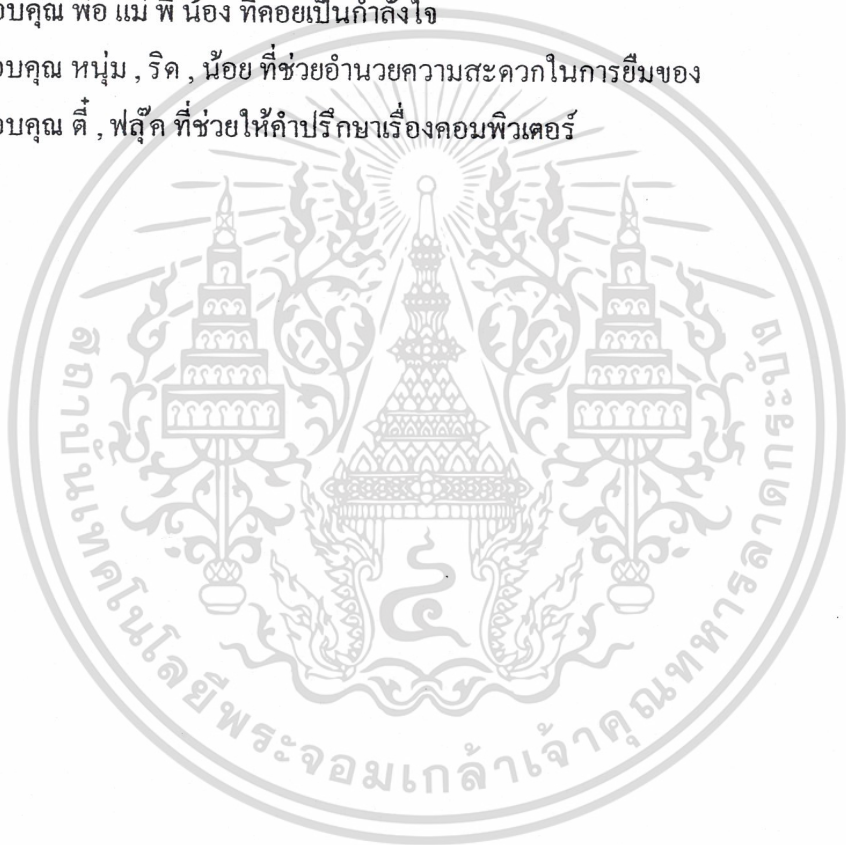 อบคุณ พ่อ แม่ พี่ น้อง ที่คอยเป็นกำลังใจ
อบคุณ หนุ่ม , ริด , น้อย ที่ช่วยอำนวยความสะดวกในการยืมของ
อบคุณ ตี๋ , ฟลุ๊ค ที่ช่วยให้คำปรึกษาเรื่องคอมพิวเตอร์
สถาบันเทคโนโลยีพระจอมเกล้าเจ้าคุณทหารลาดกระบัง
๔